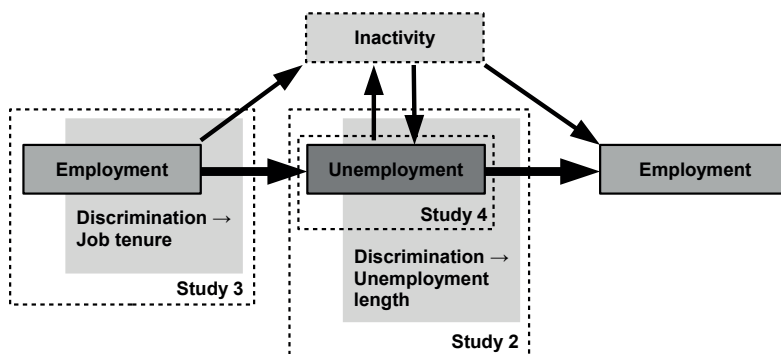 Inactivity
Employment
Unemployment
Employment
Discrimination →
Job tenure
Study 3
Study 4
Discrimination →
Unemployment
length
Study 2